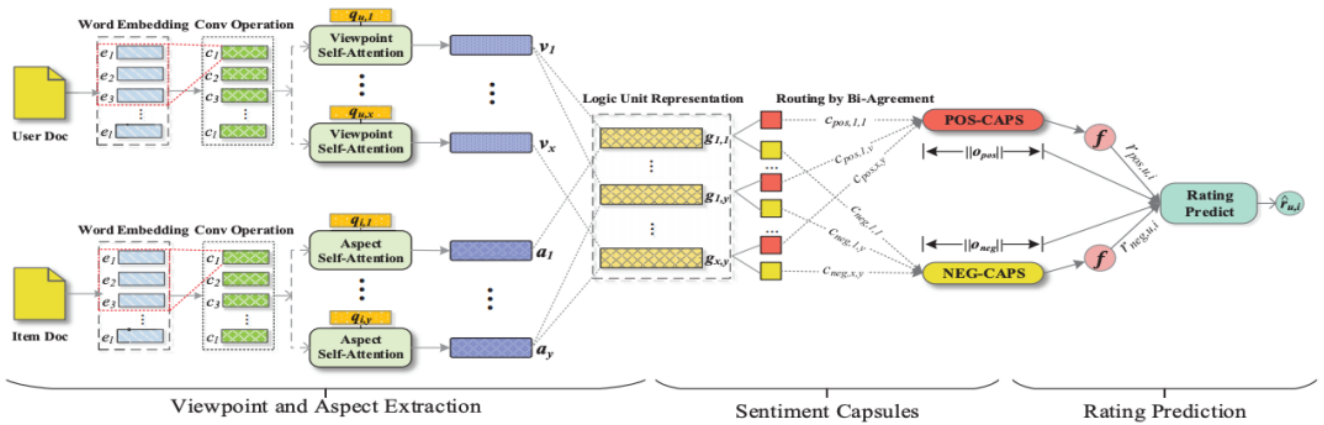 Word Embedding Conv Operation
q_{u,1}
Viewpoint
Self-Attention
v_1
e_1
e_2
e_3
e_l
c_1
c_2
c_3
c_l
User Doc
q_{u,x}
Viewpoint
Self-Attention
v_x
Word Embedding Conv Operation
q_{i,1}
Aspect
Self-Attention
a_1
e_1
e_2
e_3
e_l
c_1
c_2
c_3
c_l
Item Doc
q_{i,y}
Aspect
Self-Attention
a_y
Logic Unit Representation
g_{1,1}
g_{1,y}
g_{x,y}
Routing by Bi-Agreement
c_{pos,1,1}
c_{pos,1,y}
c_{pos,x,y}
c_{neg,1,1}
c_{neg,1,y}
c_{neg,x,y}
POS-CAPS
||o_{pos}||
||o_{neg}||
NEG-CAPS
f
r_{pos,u,i}
f
r_{neg,u,i}
Rating
Predict
r̂_{u,i}
Viewpoint and Aspect Extraction
Sentiment Capsules
Rating Prediction